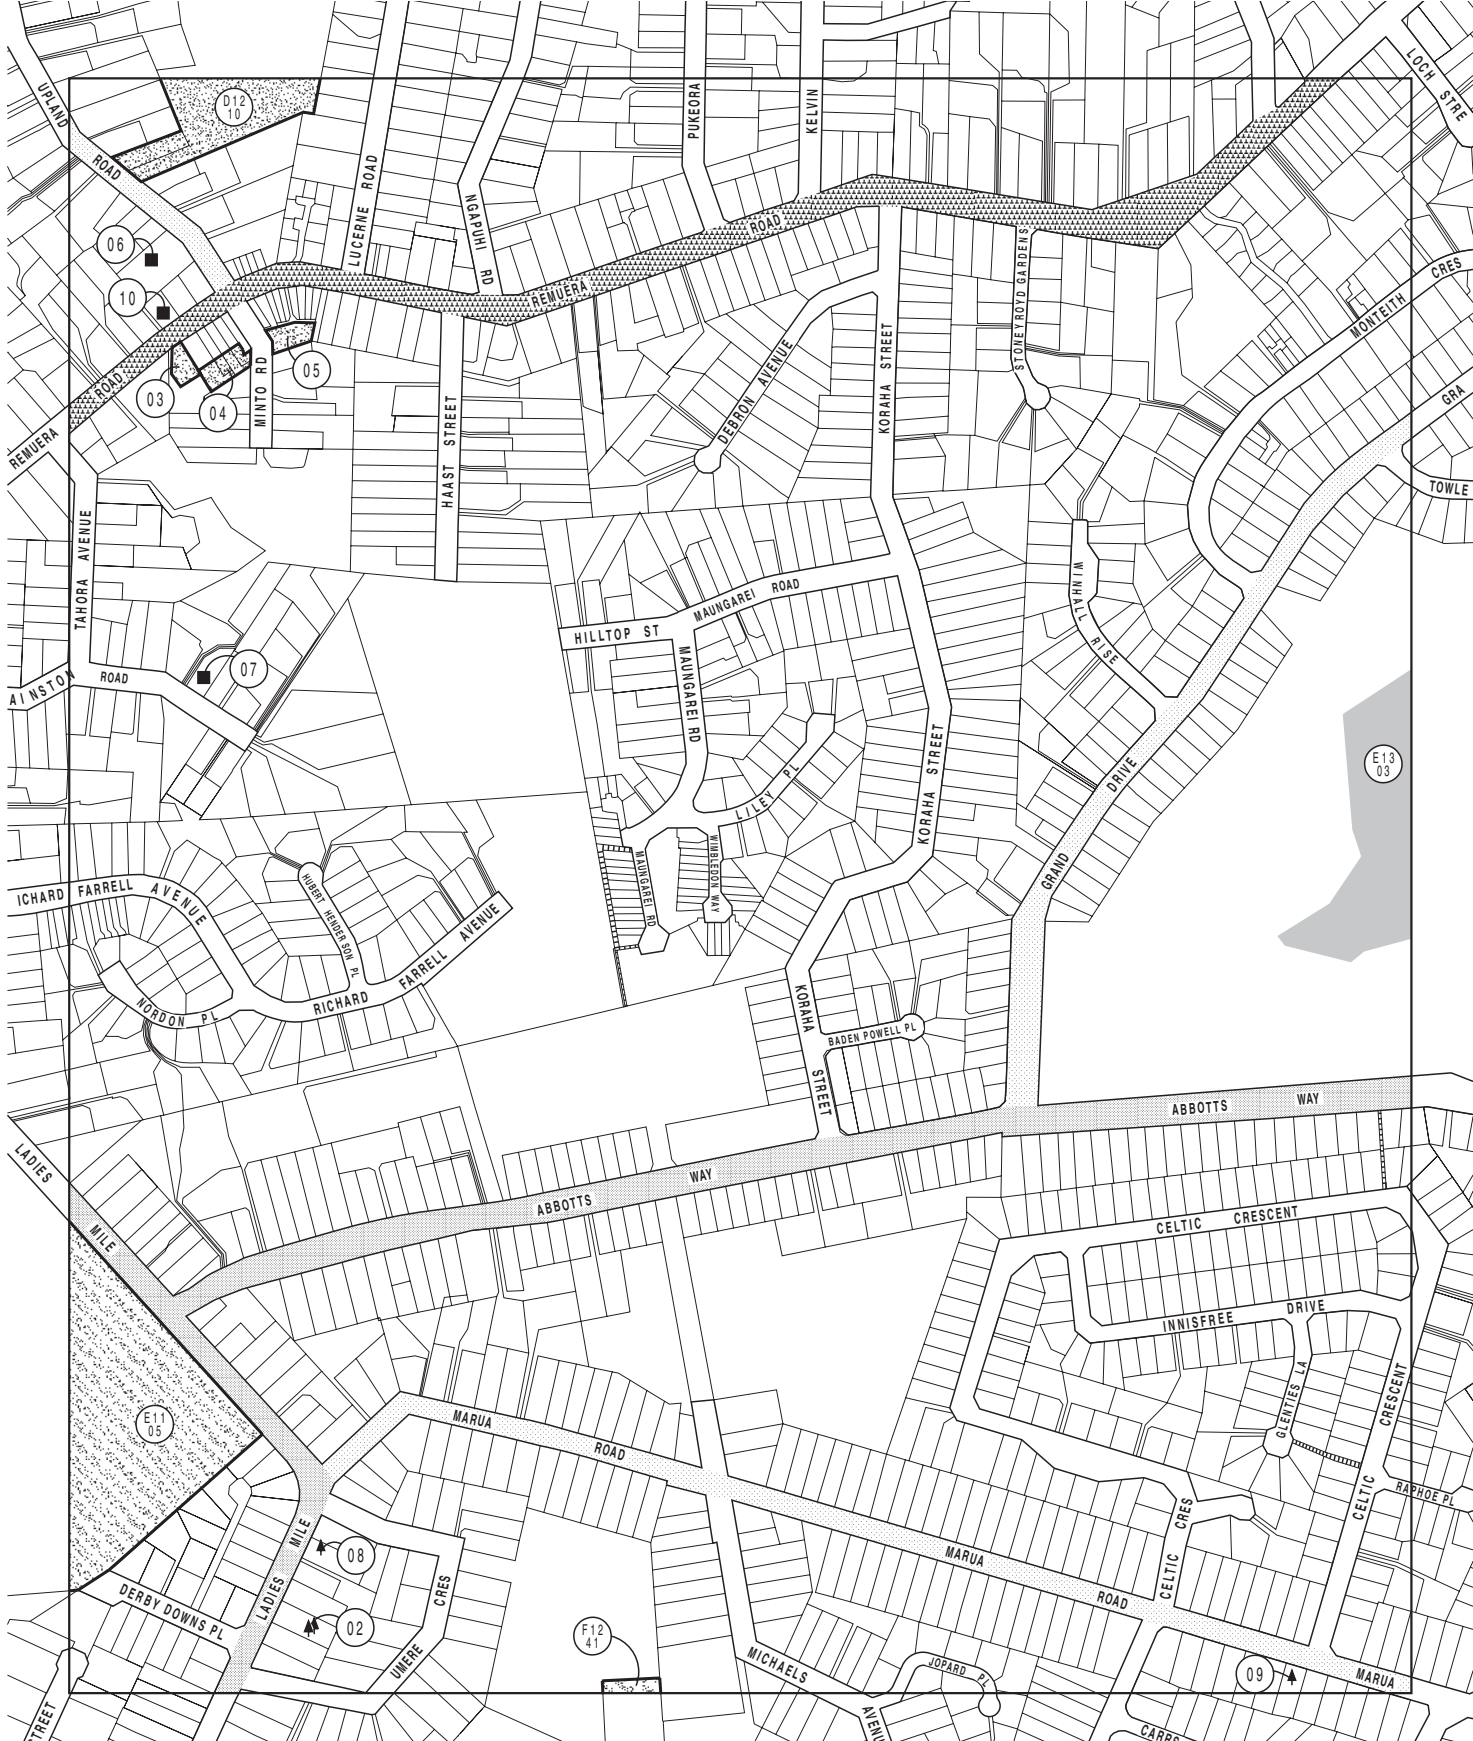 LOCH STRE
UPLAND
ROAD
D12
10
PUKEORA
KELVIN
LUCERNE ROAD
NGAPUHI RD
ROAD
REMUERA
STONEYROYD GARDENS
MONTEITH
CRES
06
10
03
04
05
MINTO RD
ROAD
REMUERA
HAAST STREET
DEBRON AVENUE
KORAHA STREET
GRA
TOWLE
TAHORA AVENUE
WINHALL RISE
HILLTOP ST
MAUNGAREI ROAD
MAUNGAREI RD
07
AINSTON
ROAD
KORAHA STREET
LILEY PL
GRAND DRIVE
E13
03
MAUNGAREI RD
WIMBLEDON WAY
ICHARD FARRELL AVENUE
HUBERT HENDERSON PL
RICHARD FARRELL AVENUE
NORDON PL
KORAHA STREET
BADEN POWELL PL
ABBOTTS WAY
LADIES
MILE
ABBOTTS WAY
CELTIC CRESCENT
INNISFREE DRIVE
GLENTIES LA
CELTIC CRESCENT
RAPHOE PL
E11
05
MARUA ROAD
CELTIC CRES
LADIES MILE
08
02
UMERE CRES
DERBY DOWNS PL
TREET
F12
41
MARUA ROAD
MICHAELS AVENU
JOPARD PL
09
MARUA
CARRS